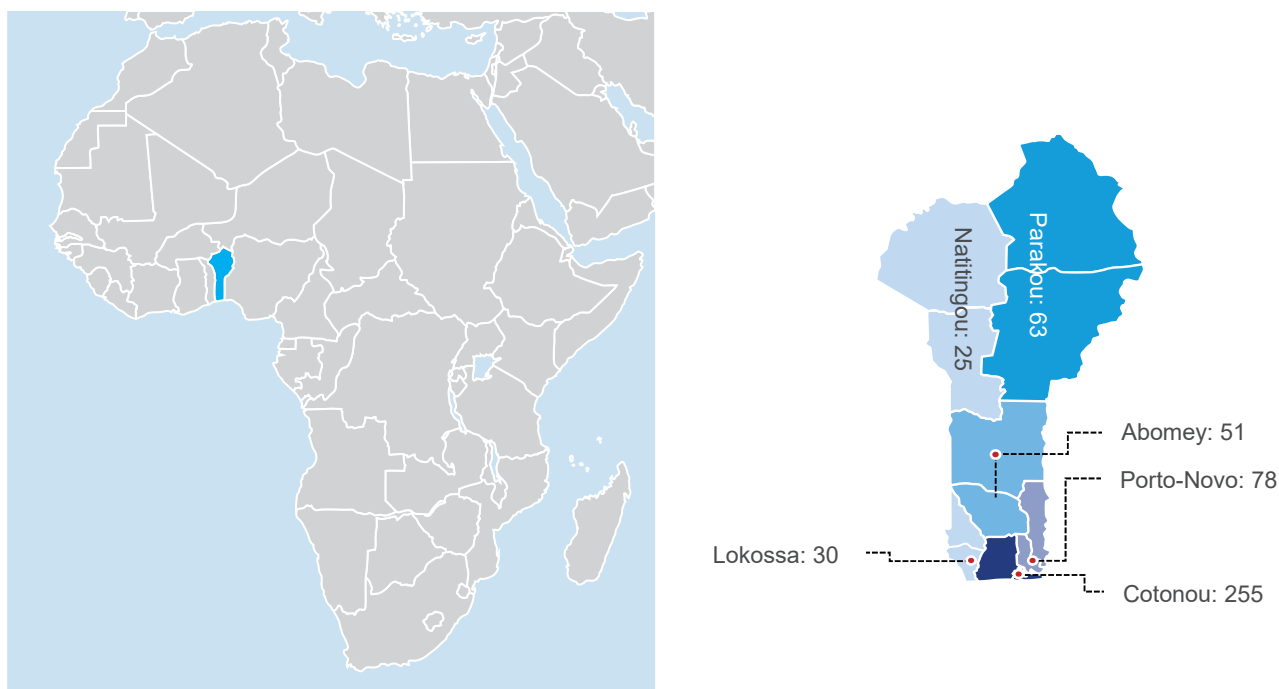 Natitingou: 25
Parakou: 63
Abomey: 51
Porto-Novo: 78
Lokossa: 30
Cotonou: 255